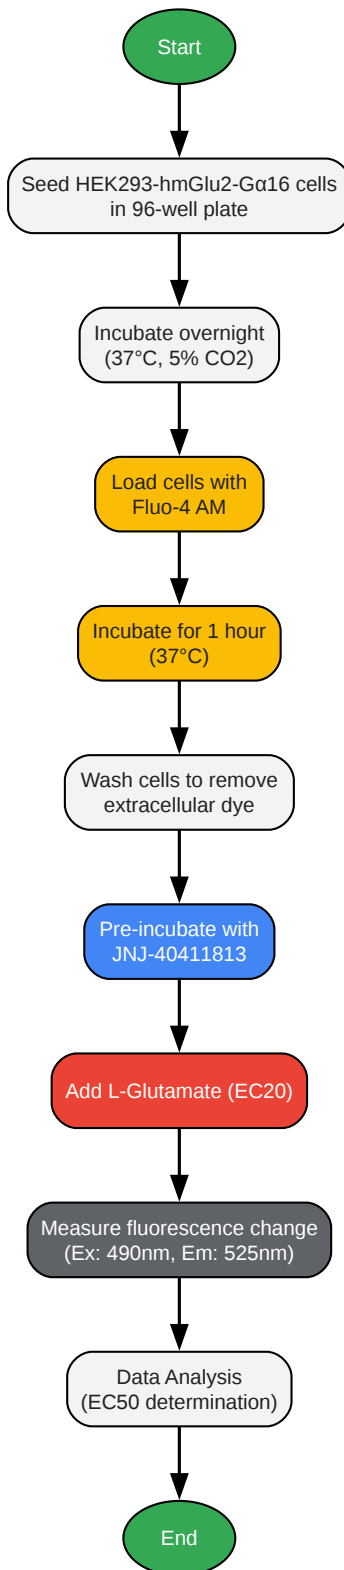 Start
Seed HEK293-hmGlu2-Gα16 cells
in 96-well plate
Incubate overnight
(37°C, 5% CO2)
Load cells with
Fluo-4 AM
Incubate for 1 hour
(37°C)
Wash cells to remove
extracellular dye
Pre-incubate with
JNJ-40411813
Add L-Glutamate (EC20)
Measure fluorescence change
(Ex: 490nm, Em: 525nm)
Data Analysis
(EC50 determination)
End